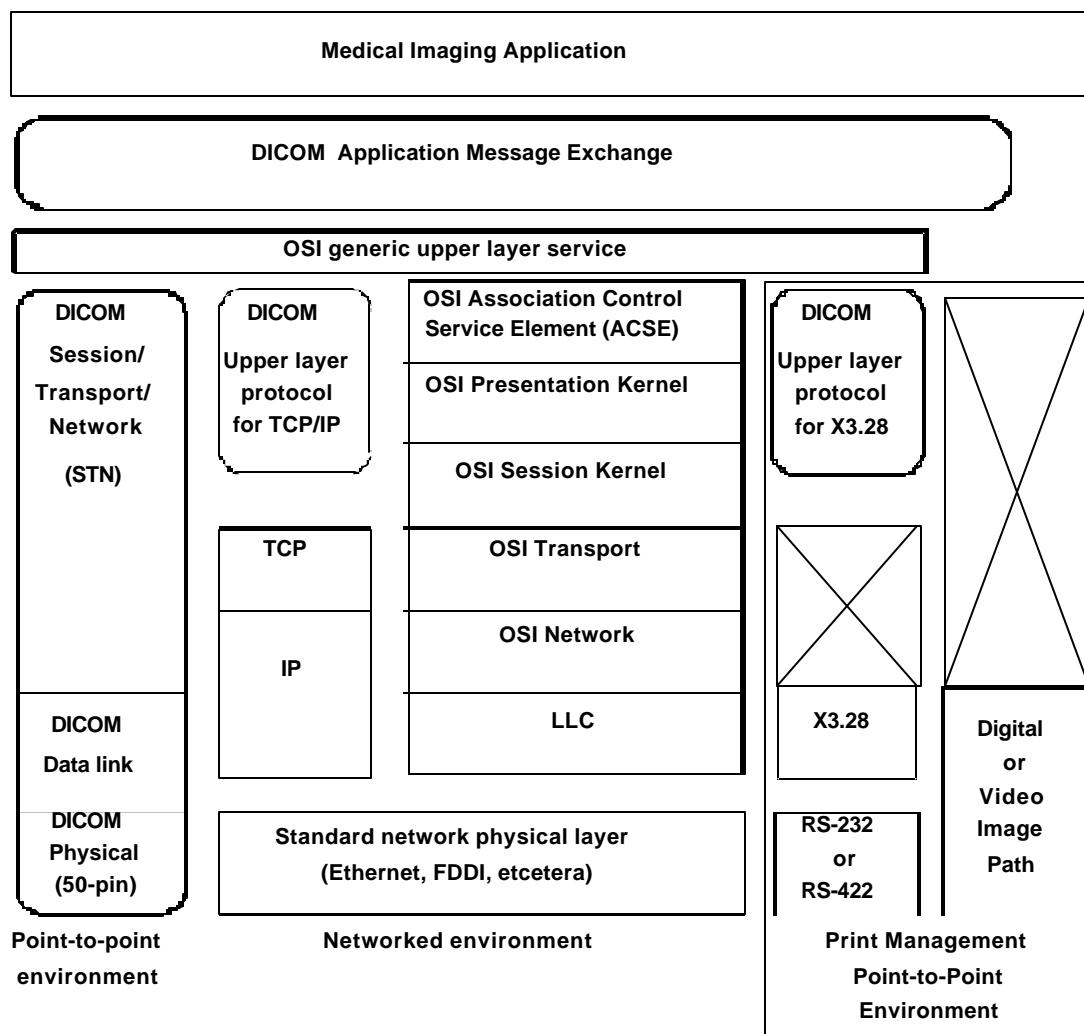 Medical Imaging Application
DICOM Application Message Exchange
OSI generic upper layer service
DICOM
Session/
Transport/
Network
(STN)
DICOM
Data link
DICOM
Physical
(50-pin)
Point-to-point
environment
DICOM
Upper layer
protocol
for TCP/IP
TCP
IP
OSI Association Control
Service Element (ACSE)
OSI Presentation Kernel
OSI Session Kernel
OSI Transport
OSI Network
LLC
Standard network physical layer
(Ethernet, FDDI, etcetera)
Networked environment
DICOM
Upper layer
protocol
for X3.28
X3.28
RS-232
or
RS-422
Digital
or
Video
Image
Path
Print Management
Point-to-Point
Environment